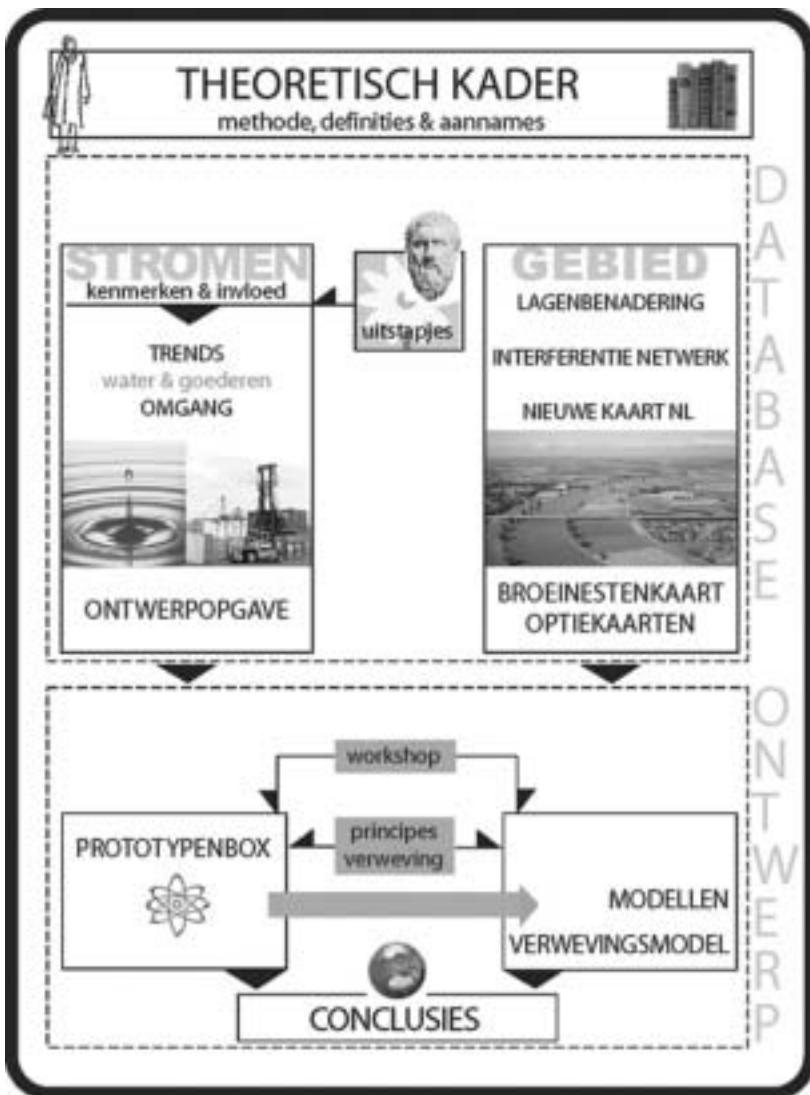 THEORETISCH KADER
methode, definities & aannames
DATABASE
STROMEN
kenmerken & invloed
TRENDS
water & goederen
OMGANG
ONTWERPOPGAVE
uitstapjes
GEBIED
LAGENBENADERING
INTERFERENTIE NETWERK
NIEUWE KAART NL
BROEINESTENKAART
OPTIEKAARTEN
ONTWERP
workshop
PROTOTYPENBOX
principes
verweving
MODELLEN
VERWEVINGSMODEL
CONCLUSIES